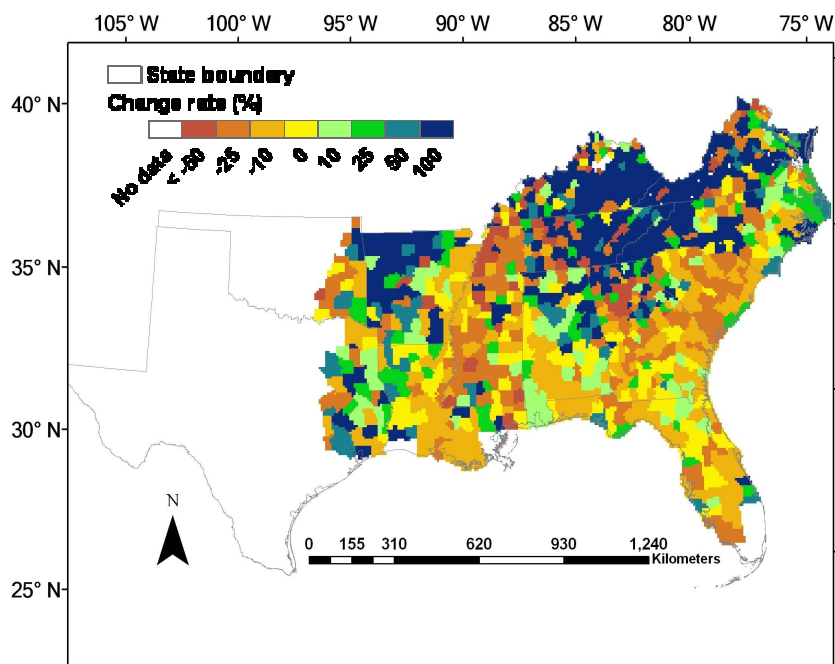 105° W 100° W 95° W 90° W 85° W 80° W 75° W
State boundary
Change rate (%)
No data < -50 -25 -10 0 10 25 50 100
40° N
35° N
30° N
25° N
N
0 155 310 620 930 1,240
Kilometers